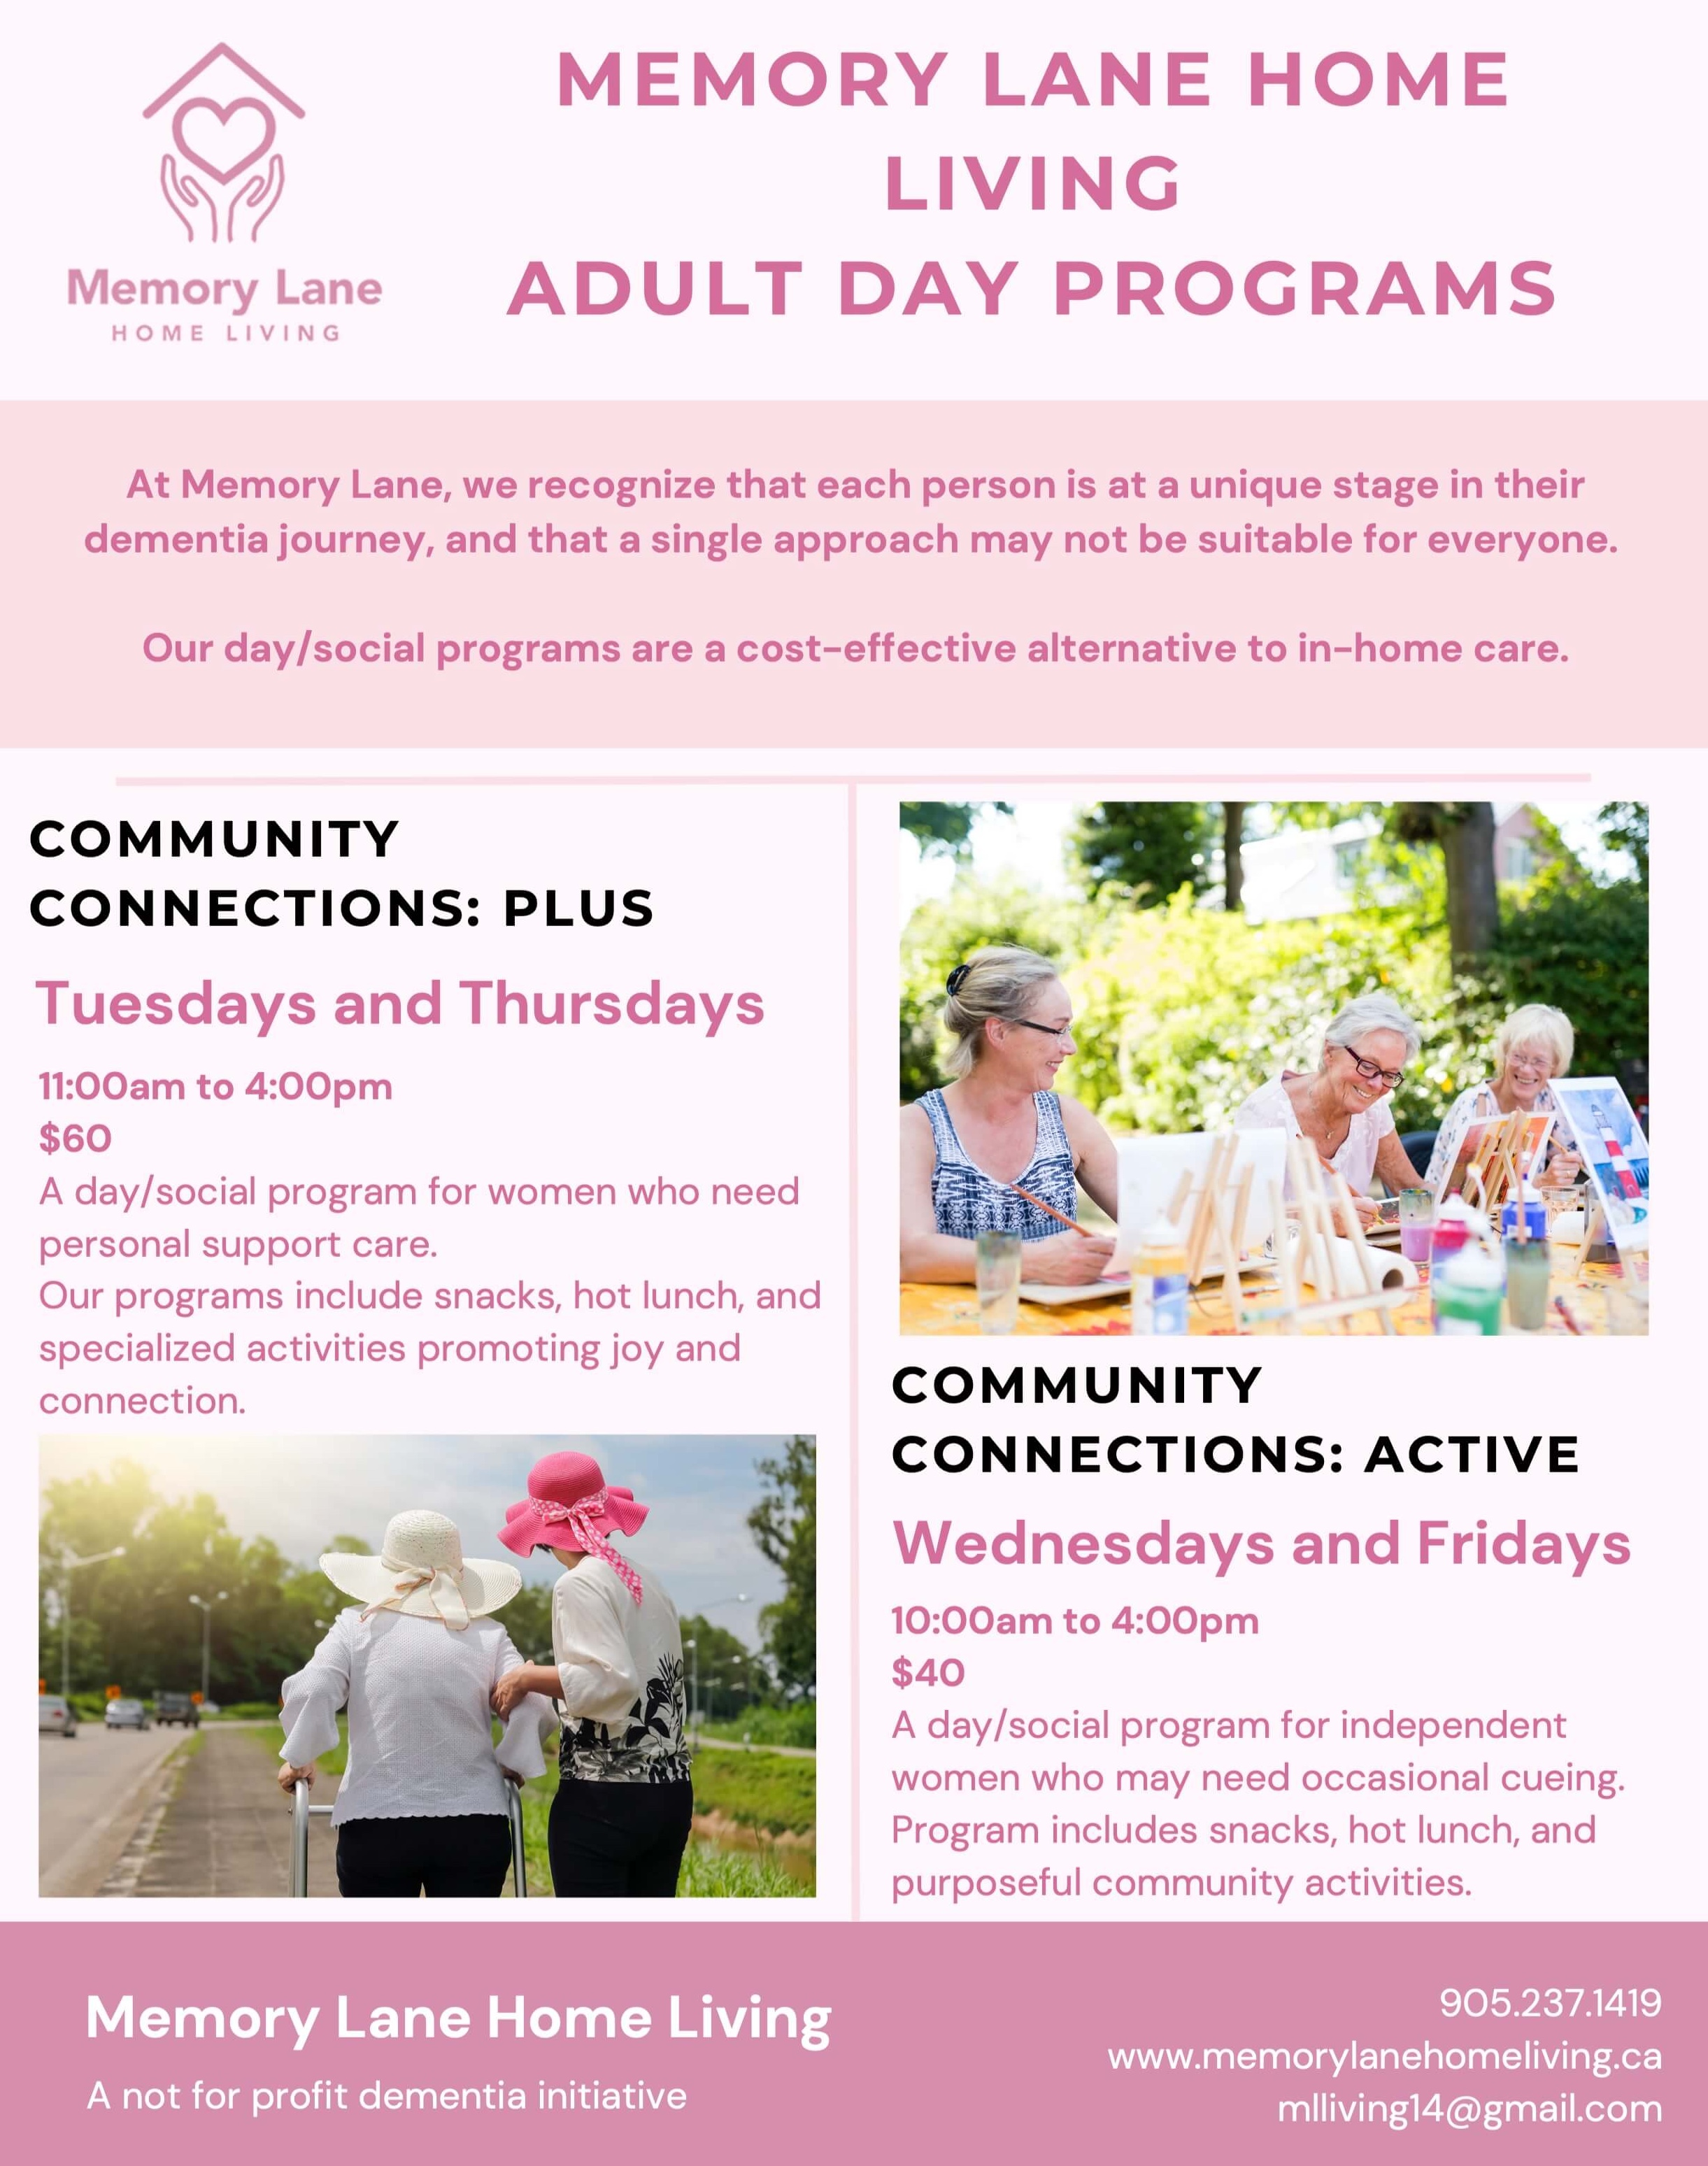 Memory Lane
HOME LIVING
MEMORY LANE HOME
LIVING
ADULT DAY PROGRAMS
At Memory Lane, we recognize that each person is at a unique stage in their
dementia journey, and that a single approach may not be suitable for everyone.
Our day/social programs are a cost-effective alternative to in-home care.
COMMUNITY
CONNECTIONS: PLUS
Tuesdays and Thursdays
11:00am to 4:00pm
$60
A day/social program for women who need
personal support care.
Our programs include snacks, hot lunch, and
specialized activities promoting joy and
connection.
COMMUNITY
CONNECTIONS: ACTIVE
Wednesdays and Fridays
10:00am to 4:00pm
$40
A day/social program for independent
women who may need occasional cueing.
Program includes snacks, hot lunch, and
purposeful community activities.
Memory Lane Home Living
A not for profit dementia initiative
905.237.1419
www.memorylanehomeliving.ca
mlliving14@gmail.com